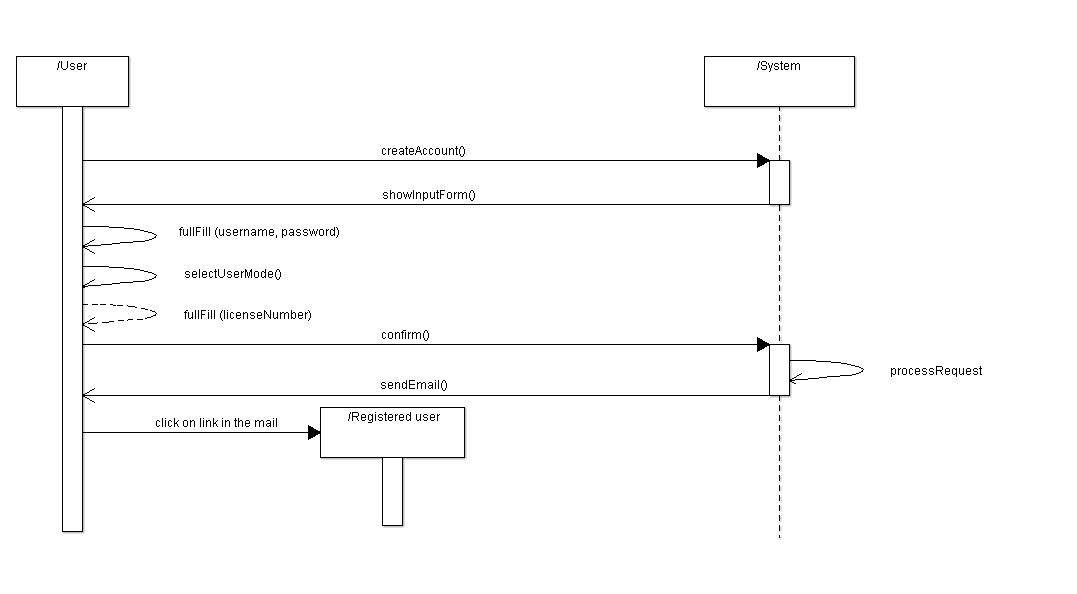 /User
/System
createAccount()
showInputForm()
fullFill (username, password)
selectUserMode()
fullFill (licenseNumber)
confirm()
processRequest
sendEmail()
/Registered user
click on link in the mail